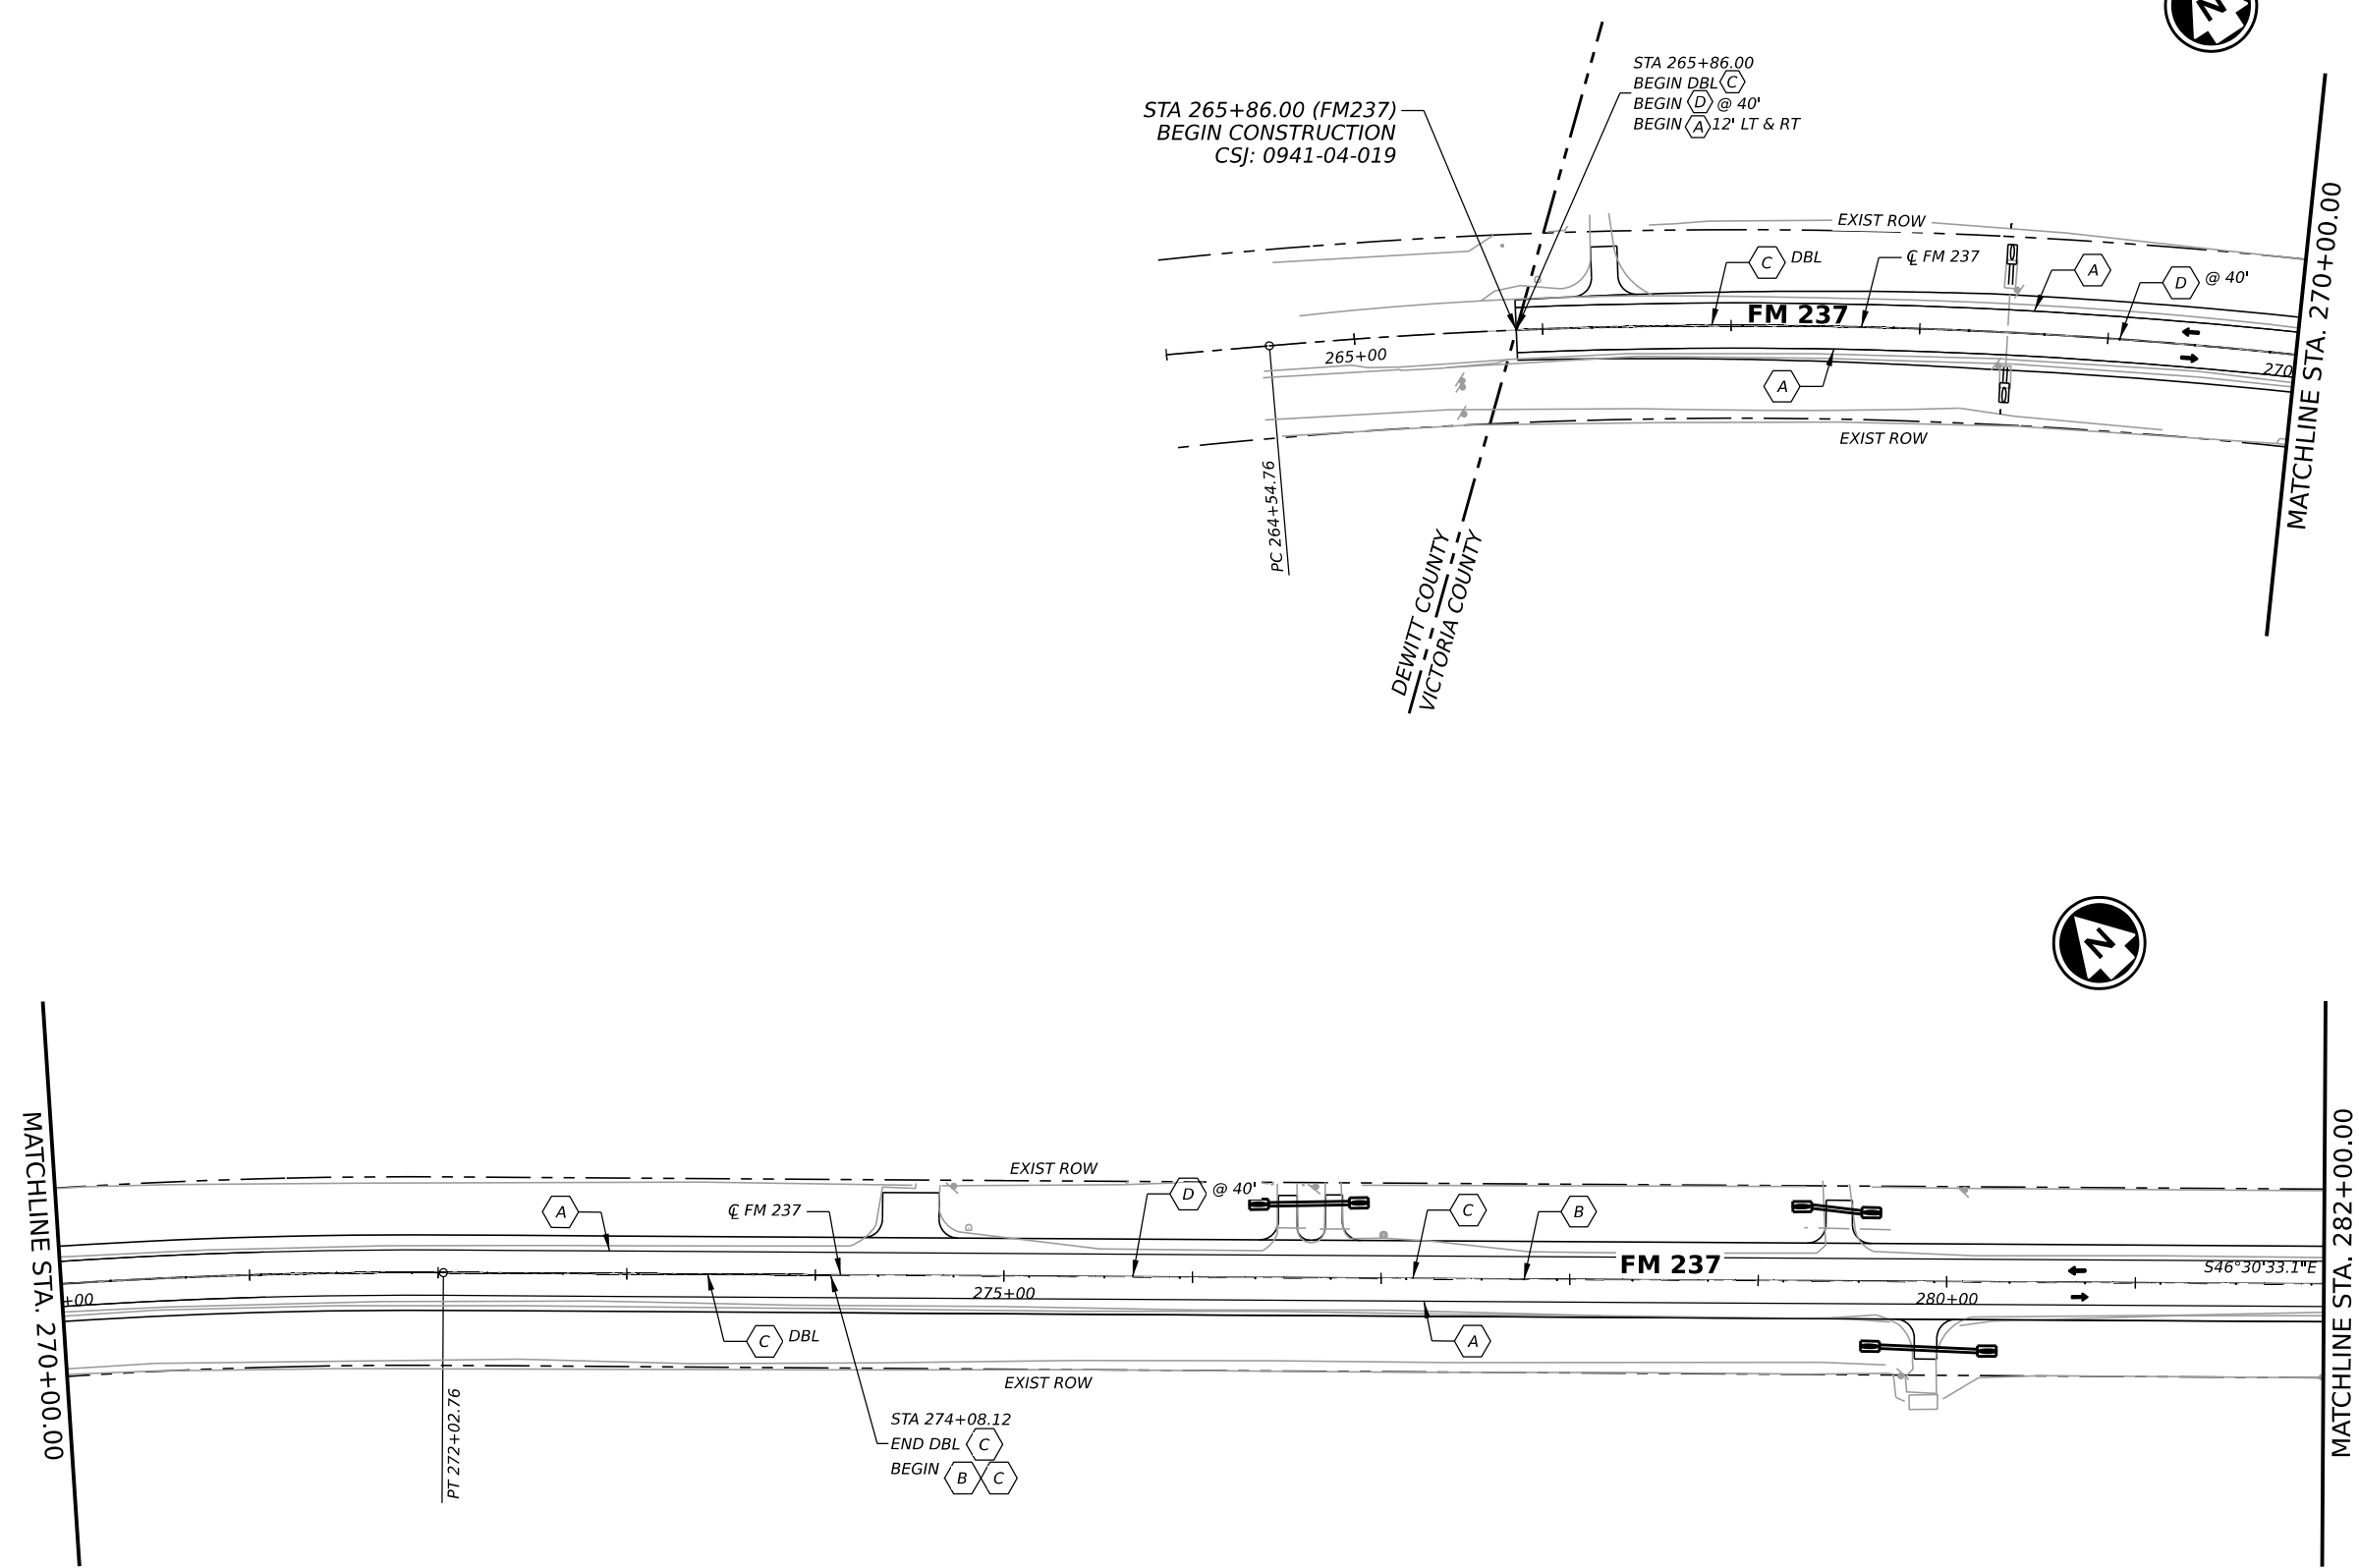 N
STA 265+86.00
BEGIN DBL C
BEGIN D @ 40'
BEGIN A 12' LT & RT
STA 265+86.00 (FM237)
BEGIN CONSTRUCTION
CSJ: 0941-04-019
EXIST ROW
C DBL
℄ FM 237
A
D @ 40'
FM 237
265+00
270
A
EXIST ROW
PC 264+54.76
DEWITT COUNTY
VICTORIA COUNTY
MATCHLINE STA. 270+00.00
N
MATCHLINE STA. 270+00.00
EXIST ROW
A
℄ FM 237
D @ 40'
C
B
FM 237
S46°30'33.1"E
+00
275+00
280+00
C DBL
A
EXIST ROW
PT 272+02.76
STA 274+08.12
END DBL C
BEGIN B C
MATCHLINE STA. 282+00.00